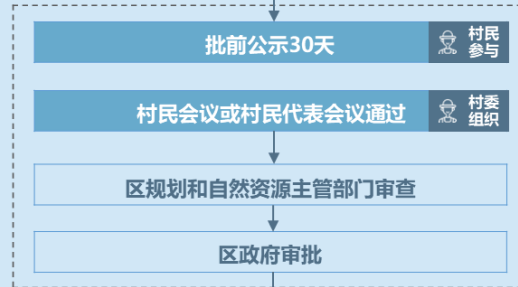 批前公示30天
村民
参与
村民会议或村民代表会议通过
村委
组织
区规划和自然资源主管部门审查
区政府审批